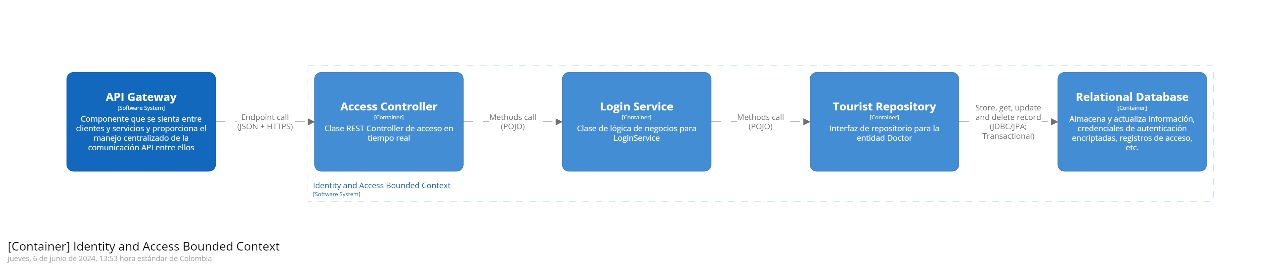 API Gateway
[Software System]
Componente que se sienta entre
clientes y servicios y proporciona el
manejo centralizado de la
comunicación API entre ellos
Endpoint call
(JSON + HTTPS)
Access Controller
[Container]
Clase REST Controller de acceso en
tiempo real
Methods call
(POJO)
Login Service
[Container]
Clase de lógica de negocios para
LoginService
Methods call
(POJO)
Tourist Repository
[Container]
Interfaz de repositorio para la
entidad Doctor
Store, get, update
and delete record
(JDBC/JPA;
Transactional)
Relational Database
[Container]
Almacena y actualiza información,
credenciales de autenticación
encriptadas, registros de acceso,
etc.
Identity and Access Bounded Context
[Software System]
[Container] Identity and Access Bounded Context
jueves, 6 de junio de 2024, 13:53 hora estándar de Colombia